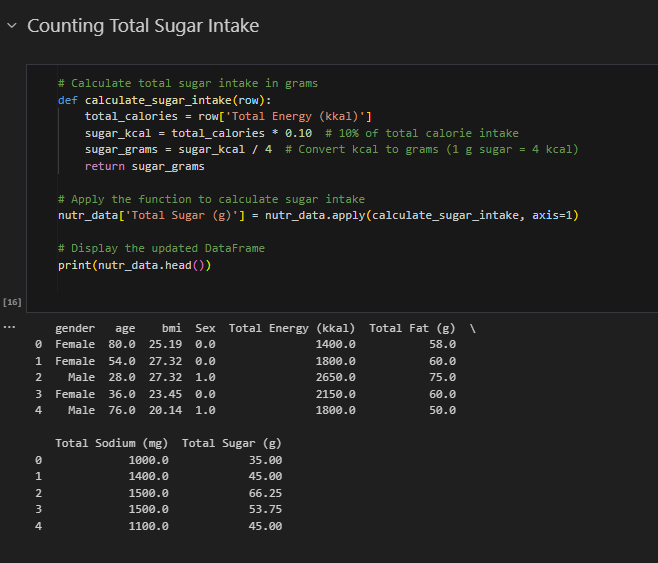 Counting Total Sugar Intake
# Calculate total sugar intake in grams
def calculate_sugar_intake(row):
    total_calories = row['Total Energy (kkal)']
    sugar_kcal = total_calories * 0.10  # 10% of total calorie intake
    sugar_grams = sugar_kcal / 4  # Convert kcal to grams (1 g sugar = 4 kcal)
    return sugar_grams
# Apply the function to calculate sugar intake
nutr_data['Total Sugar (g)'] = nutr_data.apply(calculate_sugar_intake, axis=1)
# Display the updated DataFrame
print(nutr_data.head())
[16]
...
   gender   age    bmi  Sex  Total Energy (kkal)  Total Fat (g)  \
0  Female  80.0  25.19  0.0               1400.0           58.0
1  Female  54.0  27.32  0.0               1800.0           60.0
2    Male  28.0  27.32  1.0               2650.0           75.0
3  Female  36.0  23.45  0.0               2150.0           60.0
4    Male  76.0  20.14  1.0               1800.0           50.0
   Total Sodium (mg)  Total Sugar (g)
0             1000.0            35.00
1             1400.0            45.00
2             1500.0            66.25
3             1500.0            53.75
4             1100.0            45.00